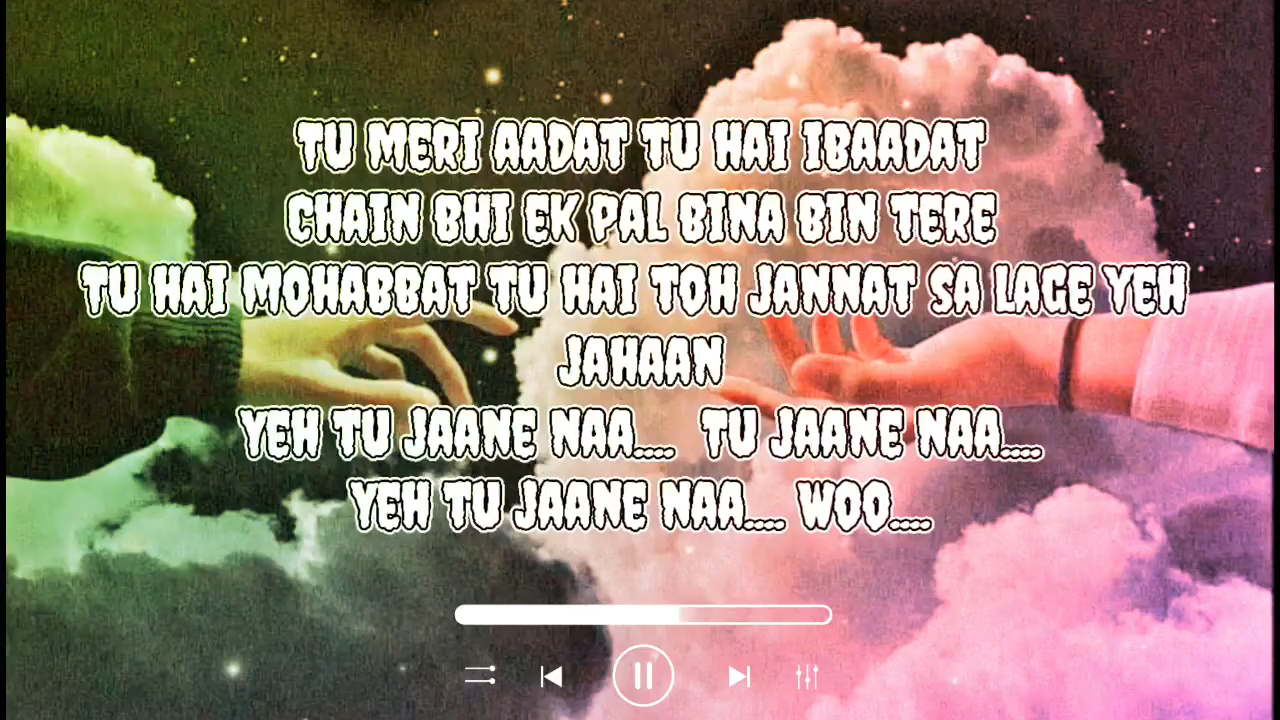 TU MERI AADAT TU HAI IBAADAT
CHAIN BHI EK PAL BINA BIN TERE
TU HAI MOHABBAT TU HAI TOH JANNAT SA LAGE YEH
JAHAAN
YEH TU JAANE NAA.... TU JAANE NAA....
YEH TU JAANE NAA.... WOO....